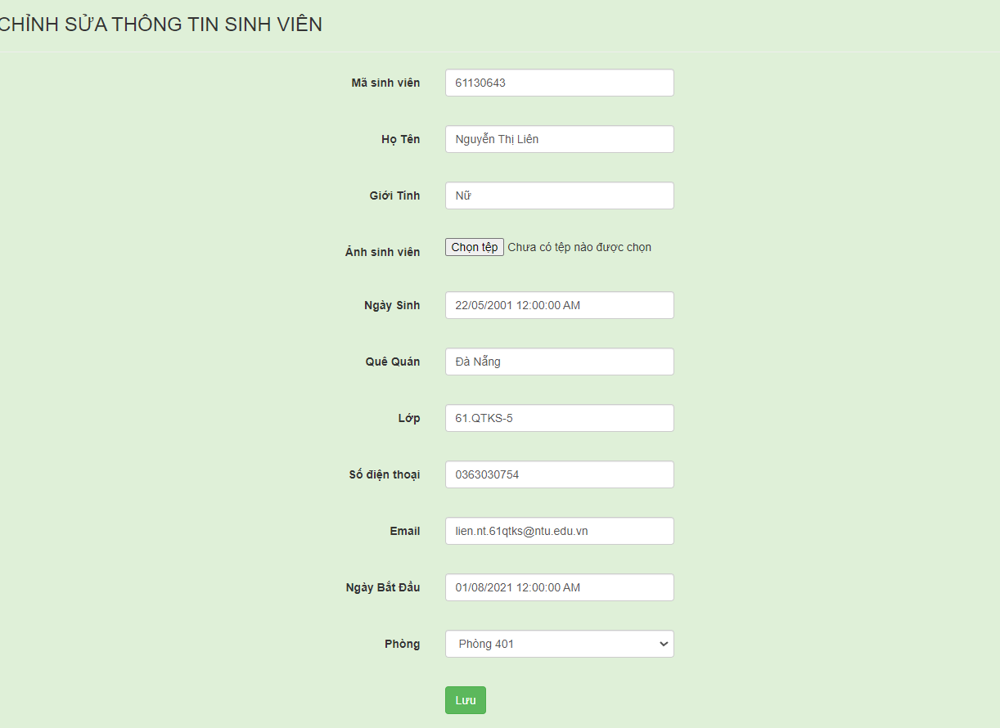 CHỈNH SỬA THÔNG TIN SINH VIÊN
Mã sinh viên 61130643
Họ Tên Nguyễn Thị Liên
Giới Tính Nữ
Ảnh sinh viên Chọn tệp Chưa có tệp nào được chọn
Ngày Sinh 22/05/2001 12:00:00 AM
Quê Quán Đà Nẵng
Lớp 61.QTKS-5
Số điện thoại 0363030754
Email lien.nt.61qtks@ntu.edu.vn
Ngày Bắt Đầu 01/08/2021 12:00:00 AM
Phòng Phòng 401
Lưu